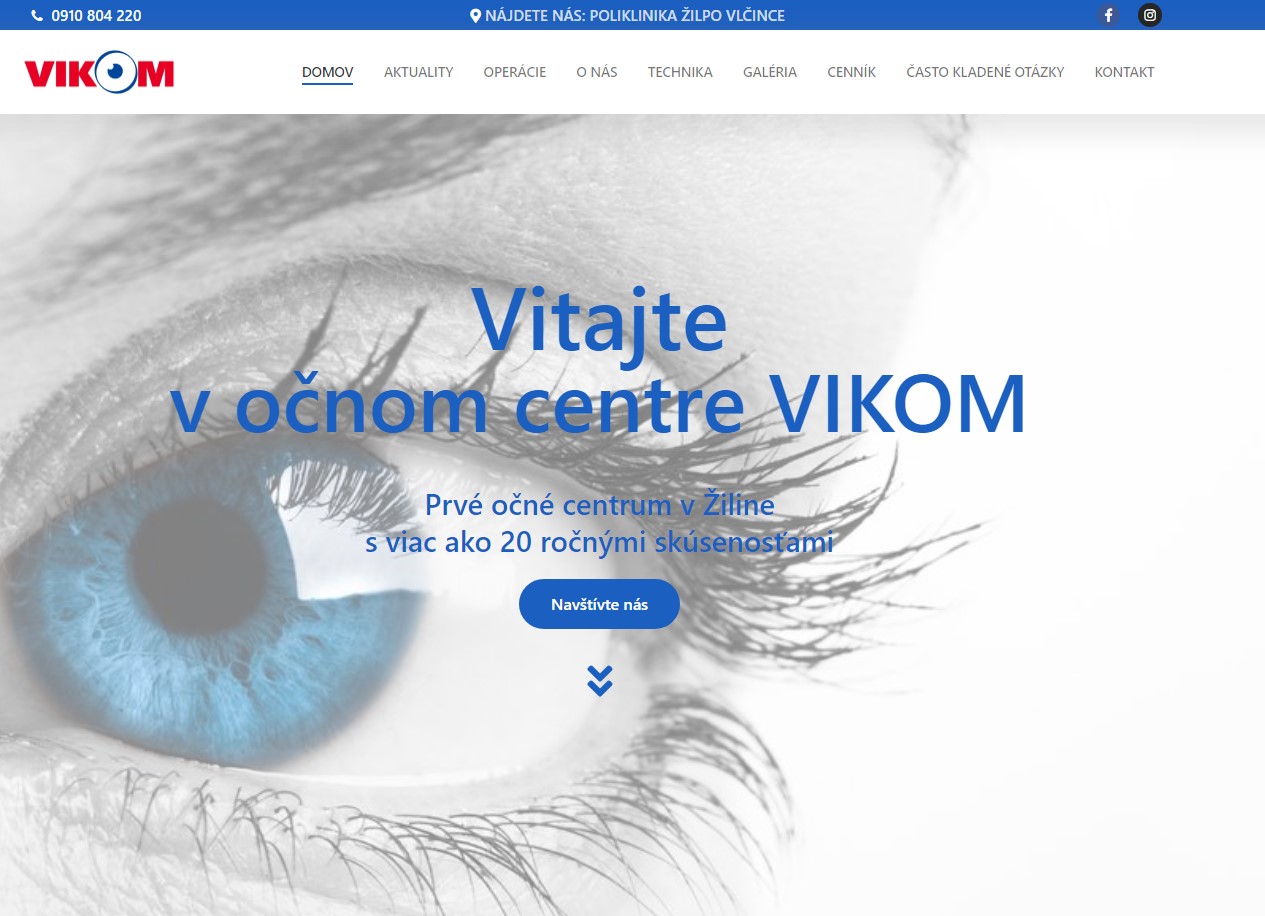 0910 804 220
NÁJDETE NÁS: POLIKLINIKA ŽILPO VLČINCE
VIKOM
DOMOV
AKTUALITY
OPERÁCIE
O NÁS
TECHNIKA
GALÉRIA
CENNÍK
ČASTO KLADENÉ OTÁZKY
KONTAKT
Vitajte
v očnom centre VIKOM
Prvé očné centrum v Žiline
s viac ako 20 ročnými skúsenosťami
Navštívte nás